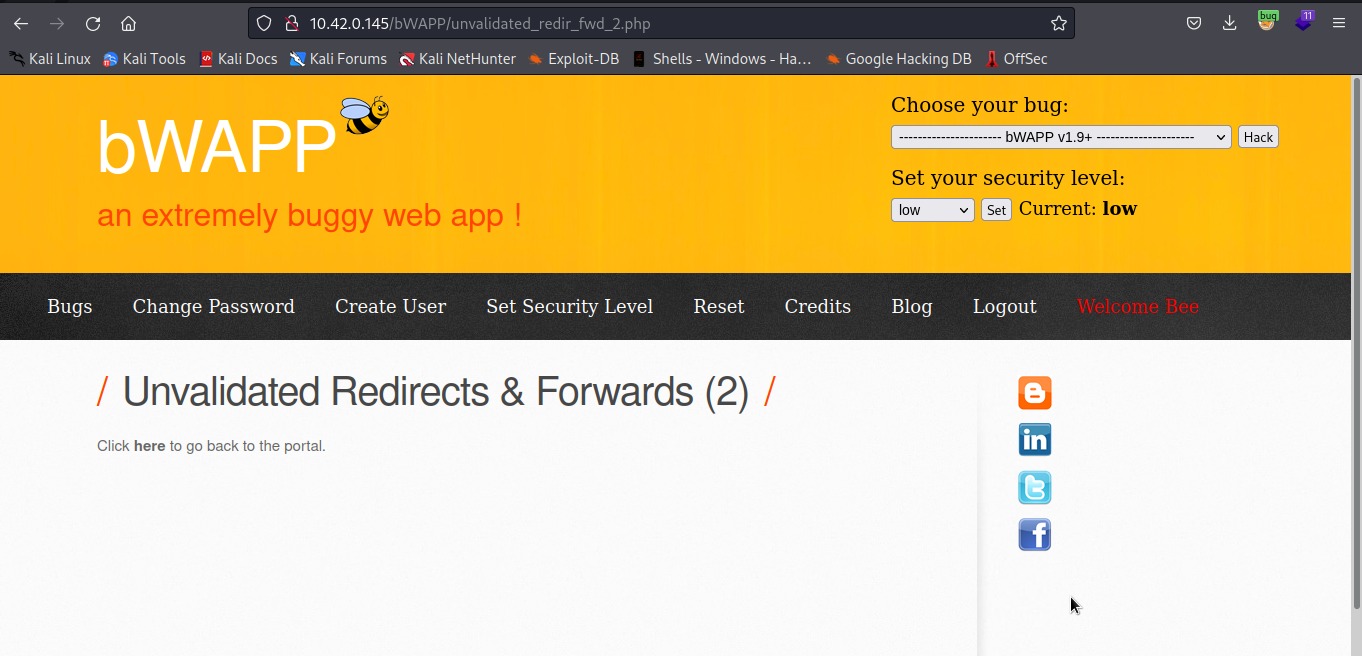 10.42.0.145/bWAPP/unvalidated_redir_fwd_2.php
bug
11
Kali Linux Kali Tools Kali Docs Kali Forums Kali NetHunter Exploit-DB Shells - Windows - Ha… Google Hacking DB OffSec
bWAPP
an extremely buggy web app !
Choose your bug:
--------------------- bWAPP v1.9+ --------------------- Hack
Set your security level:
low Set Current: low
Bugs Change Password Create User Set Security Level Reset Credits Blog Logout Welcome Bee
/ Unvalidated Redirects & Forwards (2) /
Click here to go back to the portal.
in
f